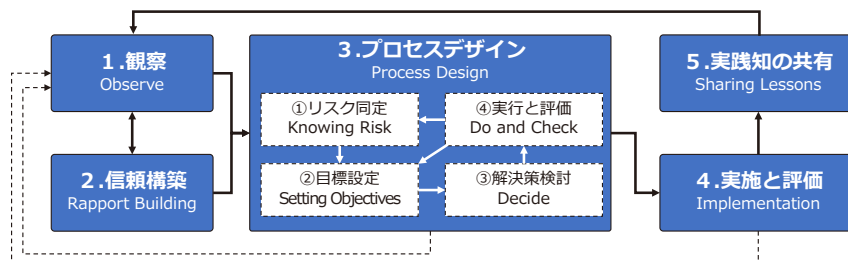 1.観察
Observe
2.信頼構築
Rapport Building
3.プロセスデザイン
Process Design
①リスク同定
Knowing Risk
④実行と評価
Do and Check
②目標設定
Setting Objectives
③解決策検討
Decide
5.実践知の共有
Sharing Lessons
4.実施と評価
Implementation